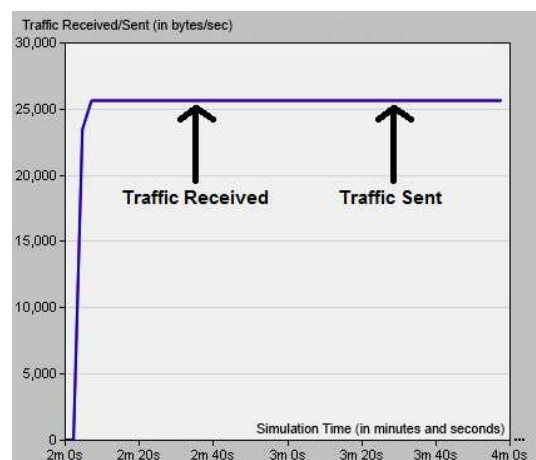 Traffic Received/Sent (in bytes/sec)
30,000
25,000
20,000
15,000
10,000
5,000
0
Traffic Received
Traffic Sent
Simulation Time (in minutes and seconds)
...
2m 0s
2m 20s
2m 40s
3m 0s
3m 20s
3m 40s
4m 0s